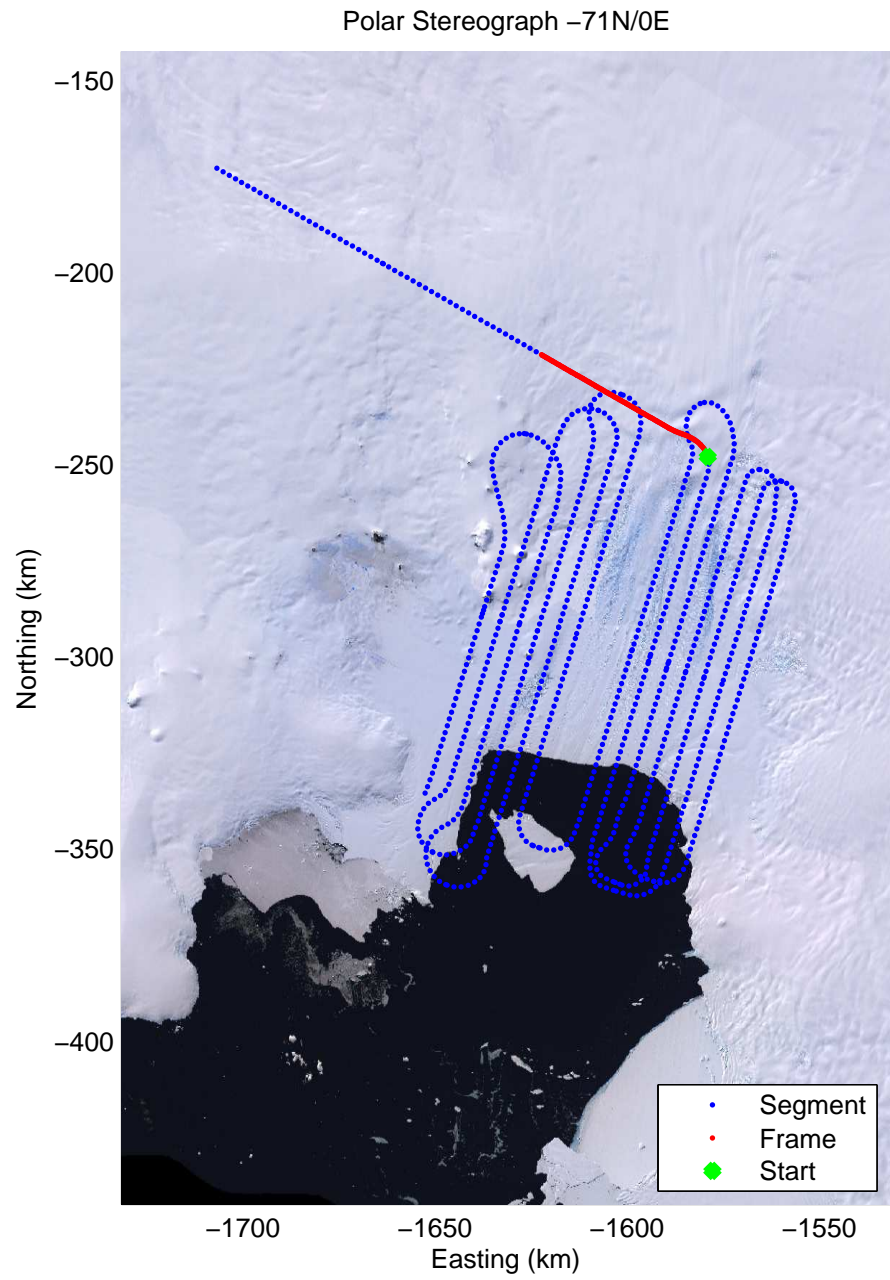 Polar Stereograph −71N/0E
−150
−200
−250
−300
−350
−400
Northing (km)
−1700
−1650
−1600
−1550
Easting (km)
Segment
Frame
Start